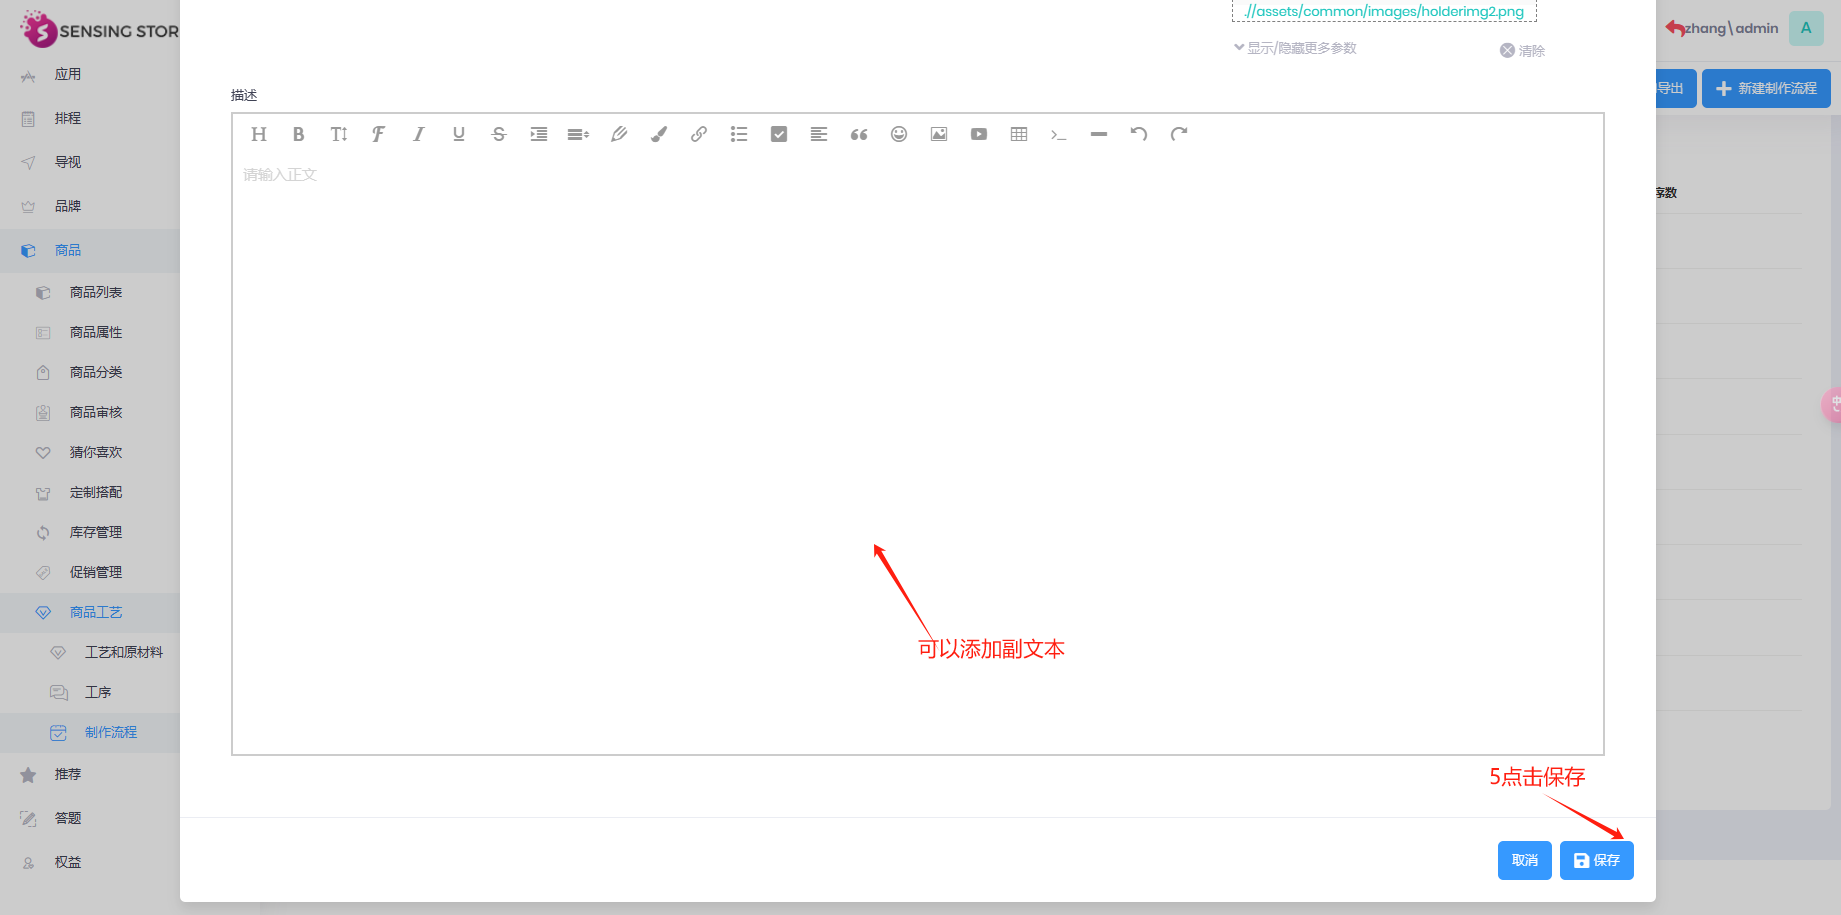 SENSING STOR
.//assets/common/images/holderimg2.png
zhang\admin
A
显示/隐藏更多参数
清除
导出
新建制作流程
应用
排程
导视
品牌
商品
商品列表
商品属性
商品分类
商品审核
猜你喜欢
定制搭配
库存管理
促销管理
商品工艺
工艺和原材料
工序
制作流程
推荐
答题
权益
描述
请输入正文
序数
中
可以添加副文本
5点击保存
取消
保存